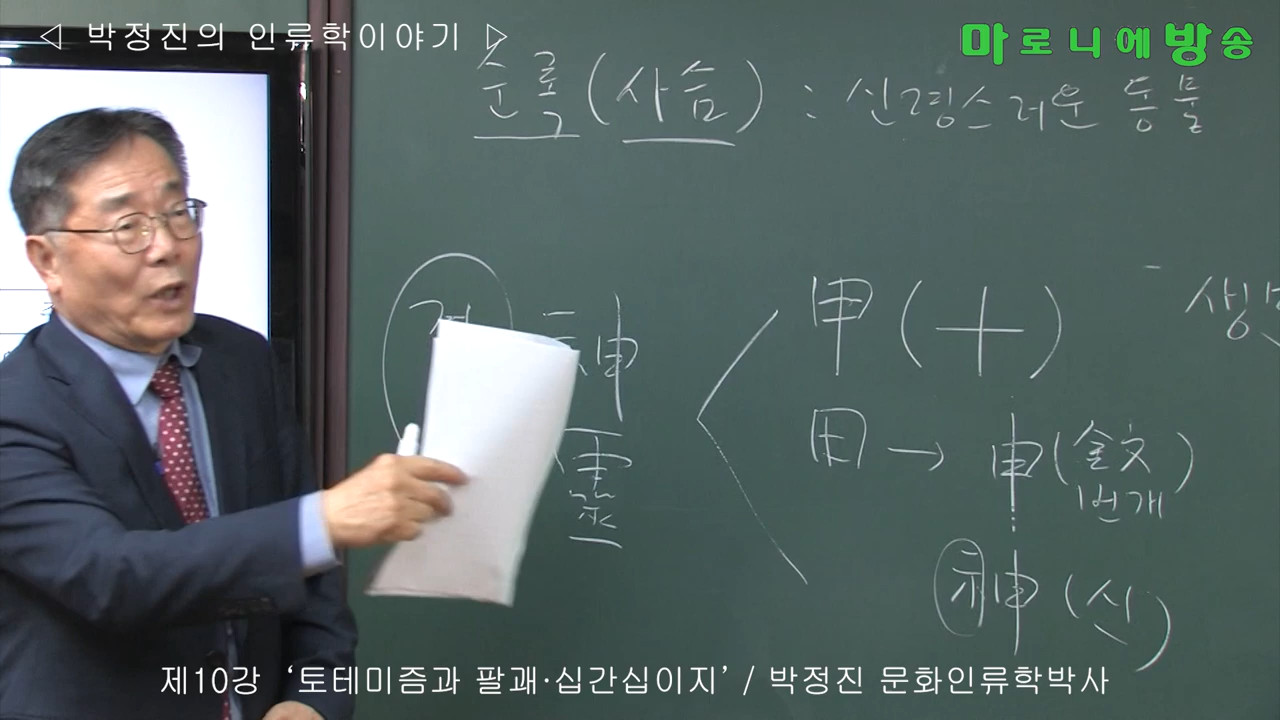 ◁ 박정진의 인류학이야기 ▷
마로니에방송
순록(사슴) : 신령스러운 동물
神
甲(十)
靈
田 → 申(金文)
번개
神(신)
제10강 ‘토테미즘과 팔괘·십간십이지’ / 박정진 문화인류학박사